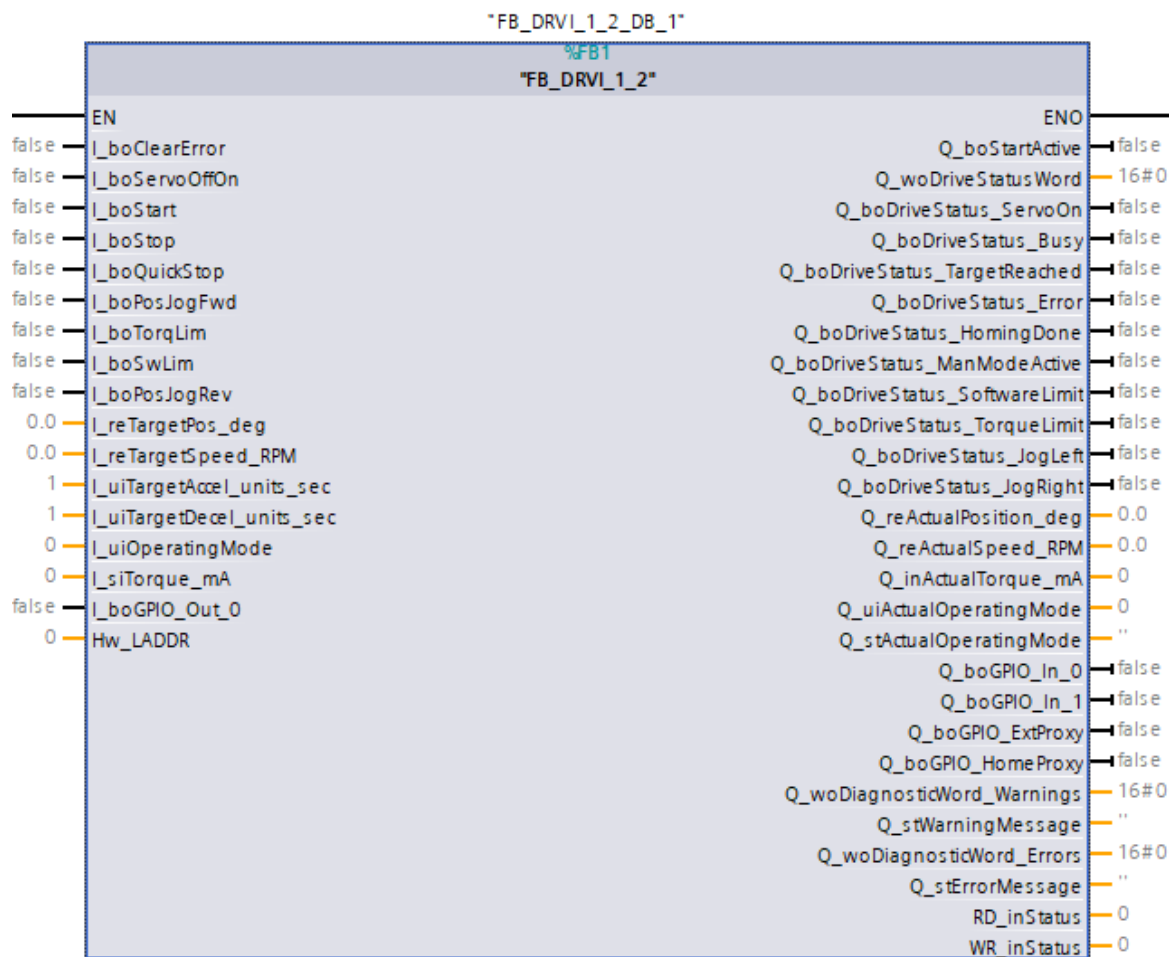 "FB_DRVI_1_2_DB_1"
%FB1
"FB_DRVI_1_2"
EN ENO
false I_boClearError Q_boStartActive false
false I_boServoOffOn Q_woDriveStatusWord 16#0
false I_boStart Q_boDriveStatus_ServoOn false
false I_boStop Q_boDriveStatus_Busy false
false I_boQuickStop Q_boDriveStatus_TargetReached false
false I_boPosJogFwd Q_boDriveStatus_Error false
false I_boTorqLim Q_boDriveStatus_HomingDone false
false I_boSwLim Q_boDriveStatus_ManModeActive false
false I_boPosJogRev Q_boDriveStatus_SoftwareLimit false
0.0 I_reTargetPos_deg Q_boDriveStatus_TorqueLimit false
0.0 I_reTargetSpeed_RPM Q_boDriveStatus_JogLeft false
1 I_uiTargetAccel_units_sec Q_boDriveStatus_JogRight false
1 I_uiTargetDecel_units_sec Q_reActualPosition_deg 0.0
0 I_uiOperatingMode Q_reActualSpeed_RPM 0.0
0 I_siTorque_mA Q_inActualTorque_mA 0
false I_boGPIO_Out_0 Q_uiActualOperatingMode 0
0 Hw_LADDR Q_stActualOperatingMode ''
Q_boGPIO_In_0 false
Q_boGPIO_In_1 false
Q_boGPIO_ExtProxy false
Q_boGPIO_HomeProxy false
Q_woDiagnosticWord_Warnings 16#0
Q_stWarningMessage ''
Q_woDiagnosticWord_Errors 16#0
Q_stErrorMessage ''
RD_inStatus 0
WR_inStatus 0